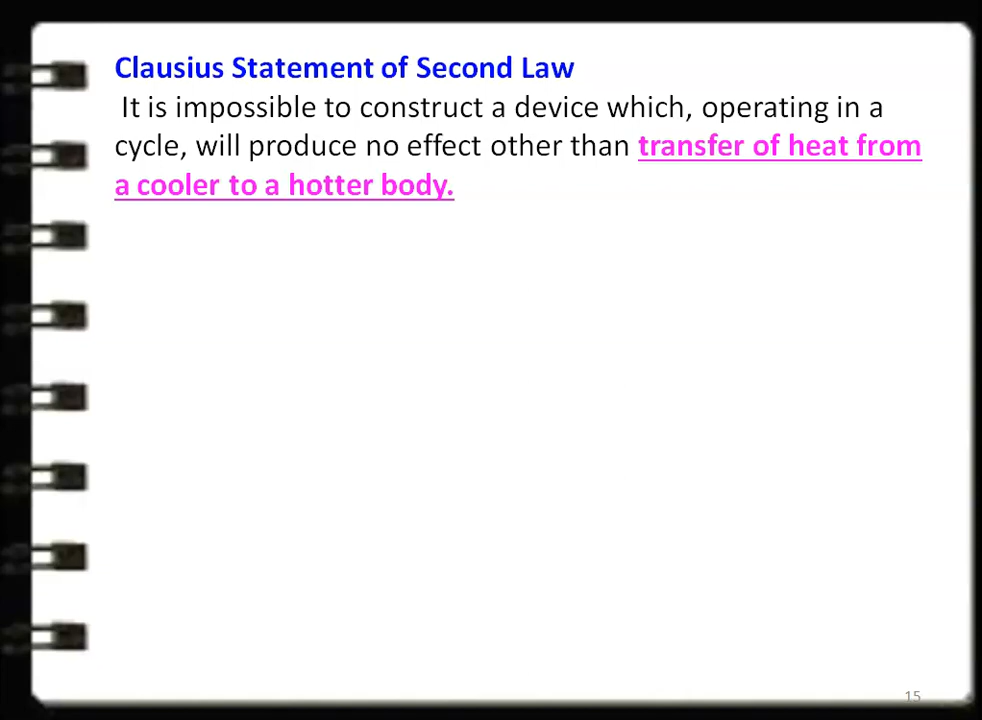 Clausius Statement of Second Law
It is impossible to construct a device which, operating in a
cycle, will produce no effect other than transfer of heat from
a cooler to a hotter body.
15